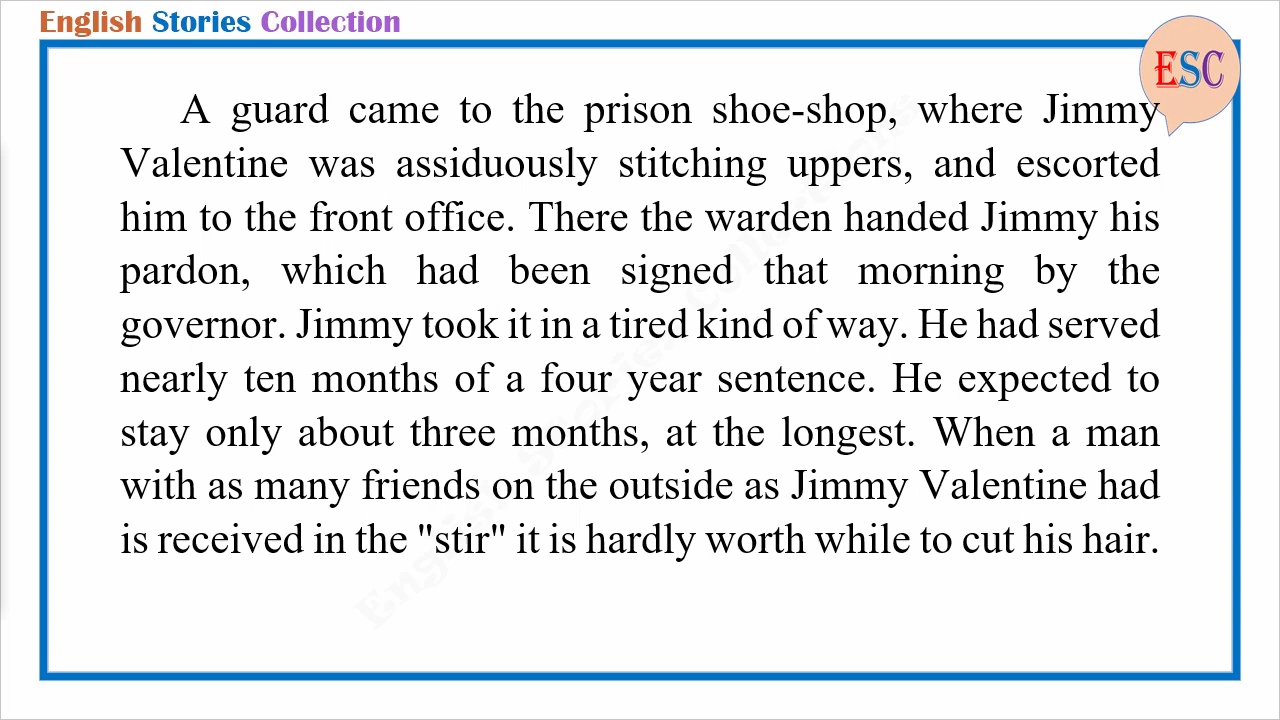 English Stories Collection
ESC
A guard came to the prison shoe-shop, where Jimmy
Valentine was assiduously stitching uppers, and escorted
him to the front office. There the warden handed Jimmy his
pardon, which had been signed that morning by the
governor. Jimmy took it in a tired kind of way. He had served
nearly ten months of a four year sentence. He expected to
stay only about three months, at the longest. When a man
with as many friends on the outside as Jimmy Valentine had
is received in the "stir" it is hardly worth while to cut his hair.
English Stories Collections